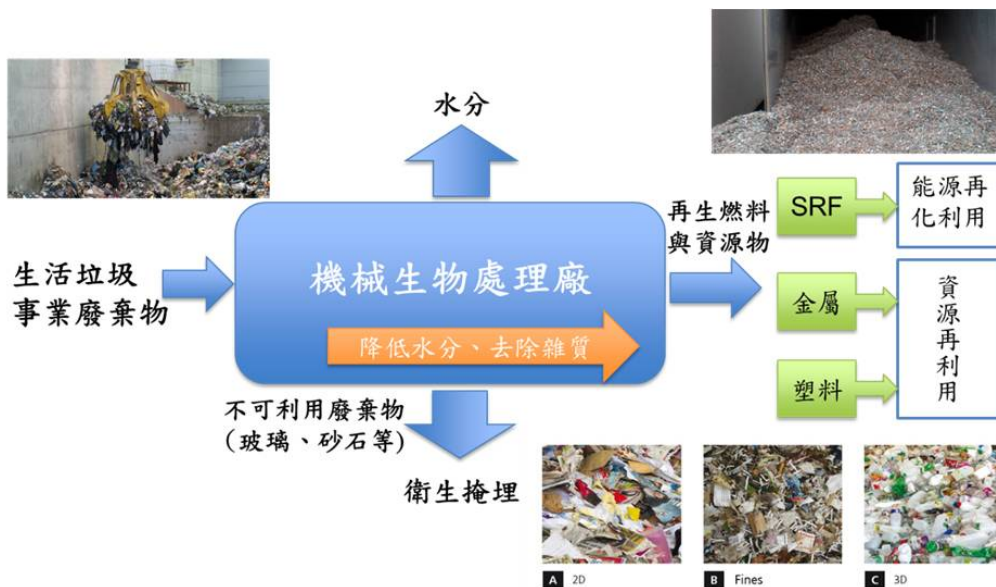 水分
生活垃圾
事業廢棄物
機械生物處理廠
降低水分、去除雜質
不可利用廢棄物
(玻璃、砂石等)
衛生掩埋
再生燃料
與資源物
SRF
能源再
化利用
金屬
塑料
資源再利用
A 2D
B Fines
C 3D